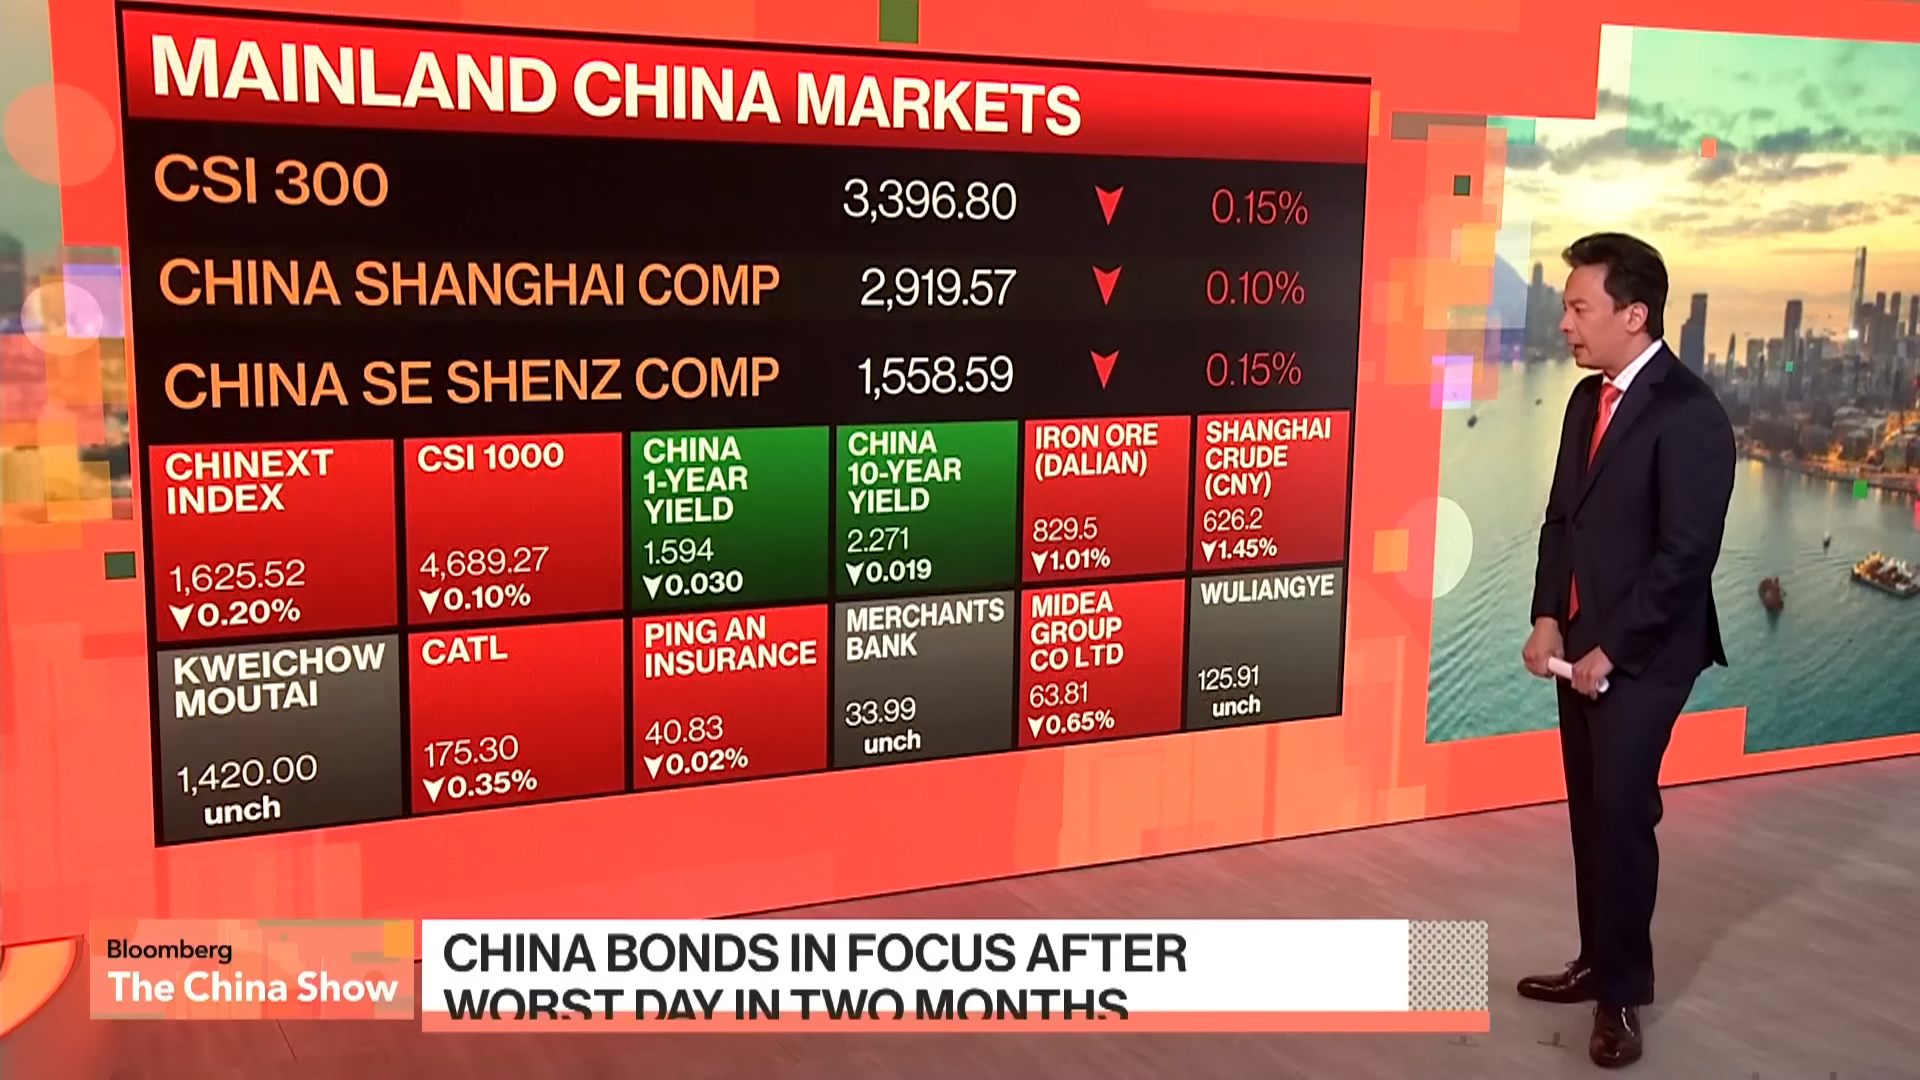 MAINLAND CHINA MARKETS
CSI 300 3,396.80 ▼ 0.15%
CHINA SHANGHAI COMP 2,919.57 ▼ 0.10%
CHINA SE SHENZ COMP 1,558.59 ▼ 0.15%
CHINEXT
INDEX
1,625.52
▼0.20%
CSI 1000
4,689.27
▼0.10%
CHINA
1-YEAR
YIELD
1.594
▼0.030
CHINA
10-YEAR
YIELD
2.271
▼0.019
IRON ORE
(DALIAN)
829.5
▼1.01%
SHANGHAI
CRUDE
(CNY)
626.2
▼1.45%
KWEICHOW
MOUTAI
1,420.00
unch
CATL
175.30
▼0.35%
PING AN
INSURANCE
40.83
▼0.02%
MERCHANTS
BANK
33.99
unch
MIDEA
GROUP
CO LTD
63.81
▼0.65%
WULIANGYE
125.91
unch
Bloomberg
The China Show
CHINA BONDS IN FOCUS AFTER
WORST DAY IN TWO MONTHS